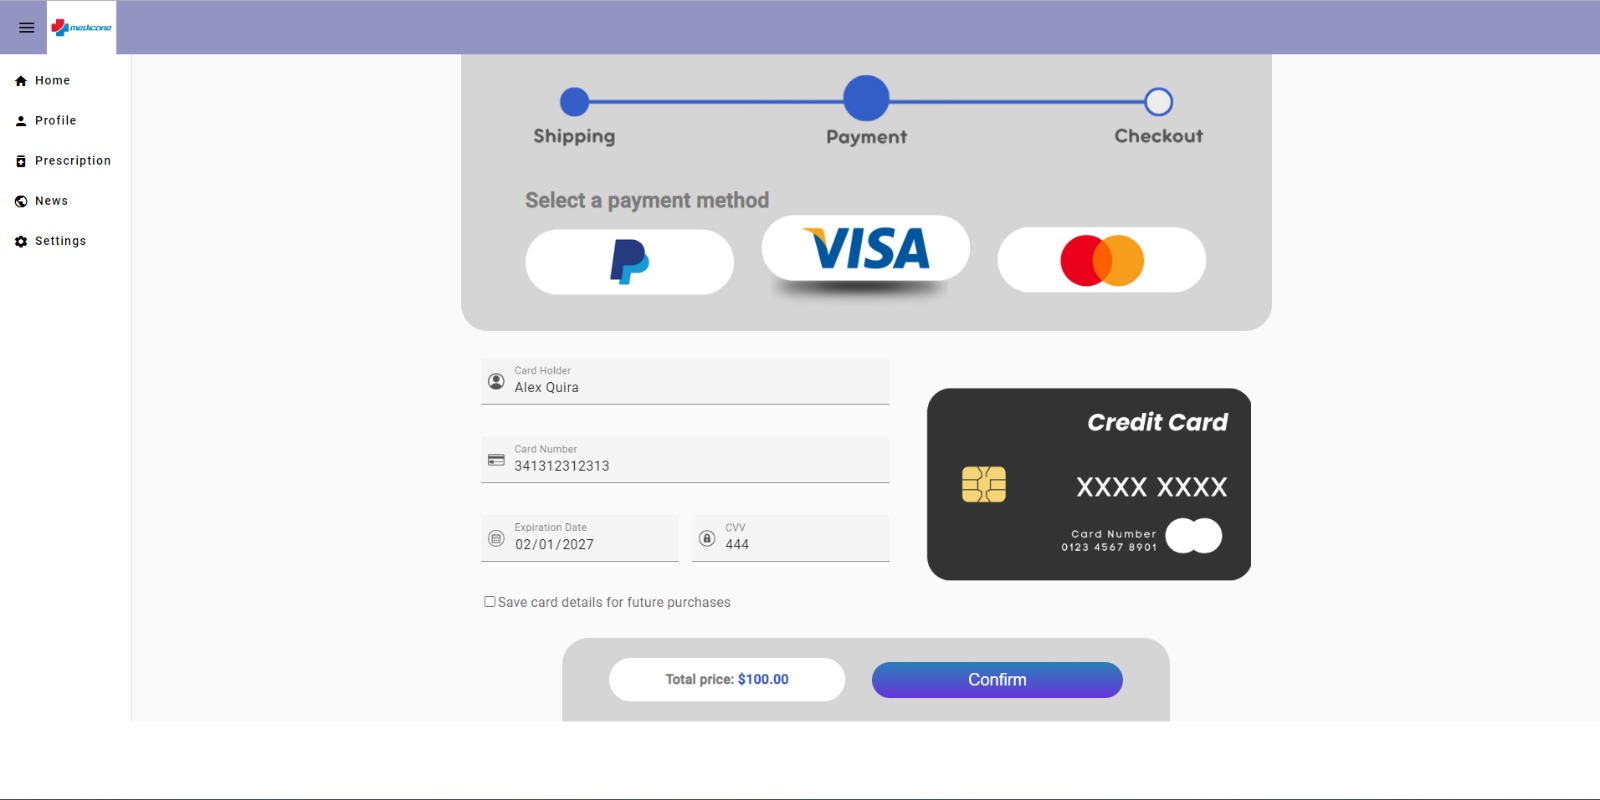 medicare
Home
Profile
Prescription
News
Settings
Shipping
Payment
Checkout
Select a payment method
VISA
Card Holder
Alex Quira
Card Number
341312312313
Expiration Date
02/01/2027
CVV
444
Save card details for future purchases
Credit Card
XXXX XXXX
Card Number
0123 4567 8901
Total price: $100.00
Confirm